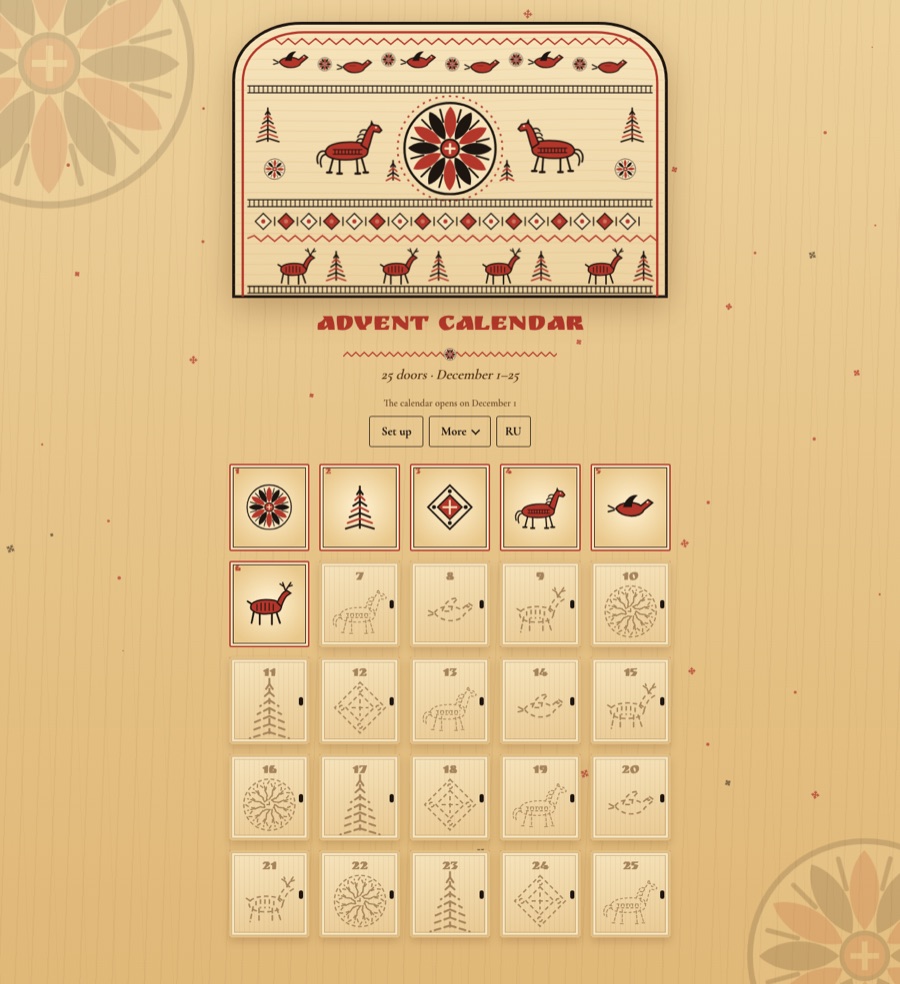 ADVENT CALENDAR
25 doors · December 1–25
The calendar opens on December 1
Set up More RU
1 2 3 4 5
6 7 8 9 10
11 12 13 14 15
16 17 18 19 20
21 22 23 24 25